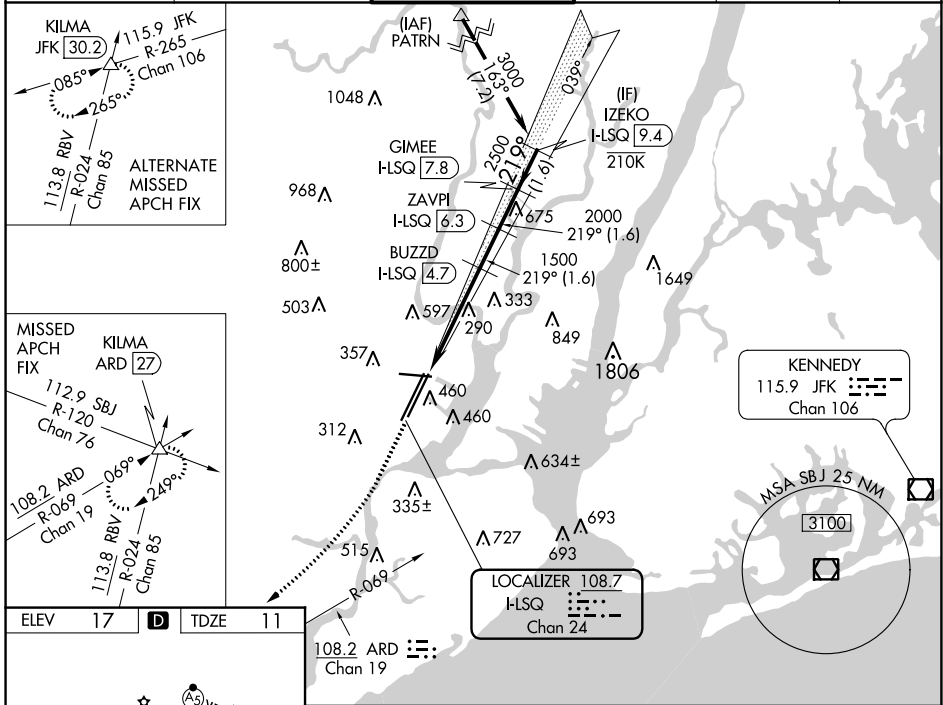 KILMA
JFK 30.2
115.9 JFK
R-265
Chan 106
085°
265°
113.8 RBV
R-024
Chan 85
ALTERNATE
MISSED
APCH FIX
(IAF)
PATRN
3000
163°
(7.2)
039°
(IF)
IZEKO
I-LSQ 9.4
210K
1048
GIMEE
I-LSQ 7.8
2500
219°
(1.6)
968
ZAVPI
I-LSQ 6.3
675
2000
219° (1.6)
800±
BUZZD
I-LSQ 4.7
1500
219° (1.6)
1649
503
597
333
290
849
357
1806
460
460
312
634±
335±
693
727
693
515
MISSED
APCH
FIX
KILMA
ARD 27
112.9 SBJ
R-120
Chan 76
069°
249°
108.2 ARD
R-069
Chan 19
113.8 RBV
R-024
Chan 85
KENNEDY
115.9 JFK
Chan 106
MSA SBJ 25 NM
3100
R-069
LOCALIZER 108.7
I-LSQ
Chan 24
108.2 ARD
Chan 19
ELEV 17 D TDZE 11
A5